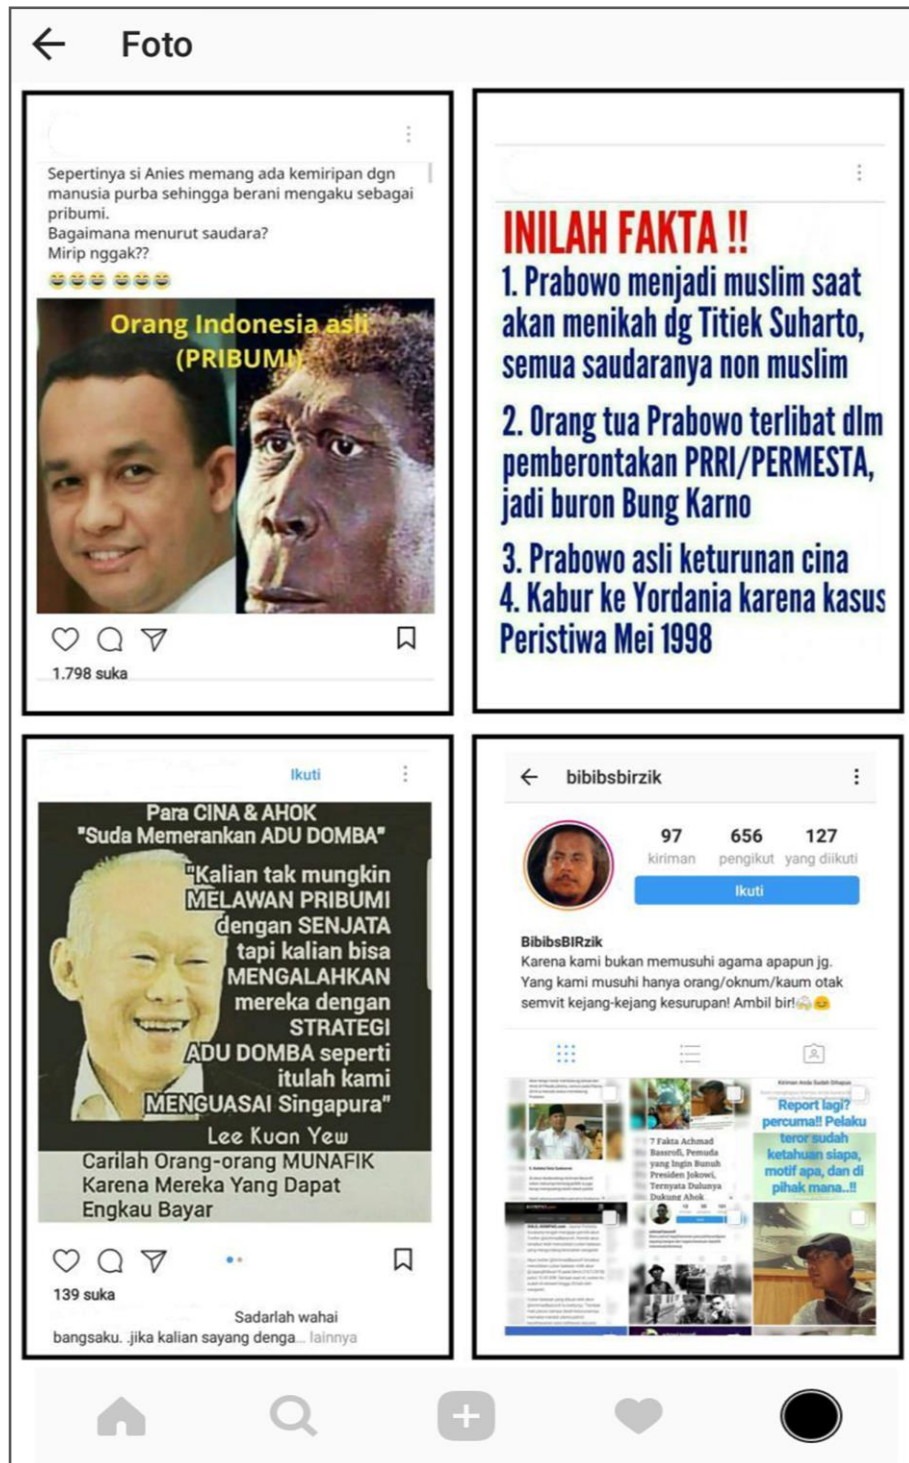 Foto
Sepertinya si Anies memang ada kemiripan dgn
manusia purba sehingga berani mengaku sebagai
pribumi.
Bagaimana menurut saudara?
Mirip nggak??
Orang Indonesia asli
(PRIBUMI)
1.798 suka
INILAH FAKTA !!
1. Prabowo menjadi muslim saat
akan menikah dg Titiek Suharto,
semua saudaranya non muslim
2. Orang tua Prabowo terlibat dlm
pemberontakan PRRI/PERMESTA,
jadi buron Bung Karno
3. Prabowo asli keturunan cina
4. Kabur ke Yordania karena kasus
Peristiwa Mei 1998
Ikuti
Para CINA & AHOK
"Suda Memerankan ADU DOMBA"
"Kalian tak mungkin
MELAWAN PRIBUMI
dengan SENJATA
tapi kalian bisa
MENGALAHKAN
mereka dengan
STRATEGI
ADU DOMBA seperti
itulah kami
MENGUASAI Singapura"
Lee Kuan Yew
Carilah Orang-orang MUNAFIK
Karena Mereka Yang Dapat
Engkau Bayar
139 suka
Sadarlah wahai
bangsaku. .jika kalian sayang denga... lainnya
bibibsbirzik
97 656 127
kiriman pengikut yang diikuti
Ikuti
BibibsBIRzik
Karena kami bukan memusuhi agama apapun jg.
Yang kami musuhi hanya orang/oknum/kaum otak
semvit kejang-kejang kesurupan! Ambil bir!
7 Fakta Achmad
Bassrofi, Pemuda
yang Ingin Bunuh
Presiden Jokowi,
Ternyata Dulunya
Dukung Ahok
Kiriman Anda Sudah Dihapus
Report lagi?
percuma!! Pelaku
teror sudah
ketahuan siapa,
motif apa, dan di
pihak mana..!!